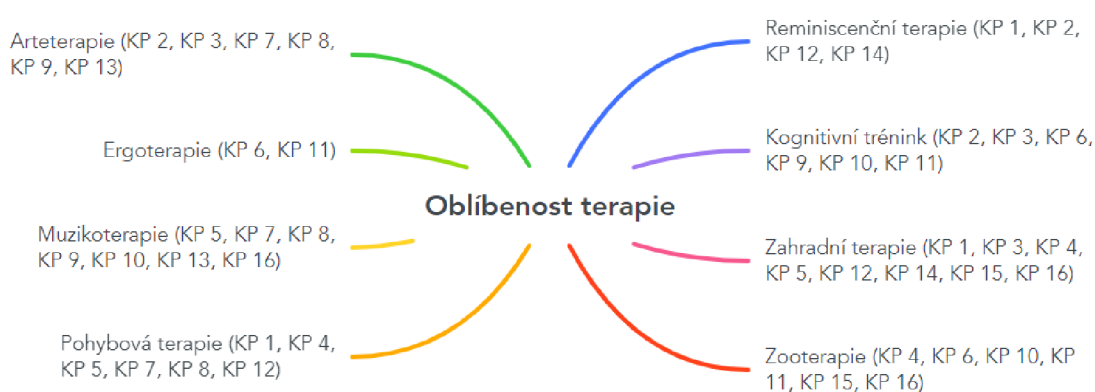 Arteterapie (KP 2, KP 3, KP 7, KP 8,
KP 9, KP 13)
Ergoterapie (KP 6, KP 11)
Muzikoterapie (KP 5, KP 7, KP 8,
KP 9, KP 10, KP 13, KP 16)
Pohybová terapie (KP 1, KP 4,
KP 5, KP 7, KP 8, KP 12)
Oblíbenost terapie
Reminiscenční terapie (KP 1, KP 2,
KP 12, KP 14)
Kognitivní trénink (KP 2, KP 3, KP 6,
KP 9, KP 10, KP 11)
Zahradní terapie (KP 1, KP 3, KP 4,
KP 5, KP 12, KP 14, KP 15, KP 16)
Zooterapie (KP 4, KP 6, KP 10, KP
11, KP 15, KP 16)